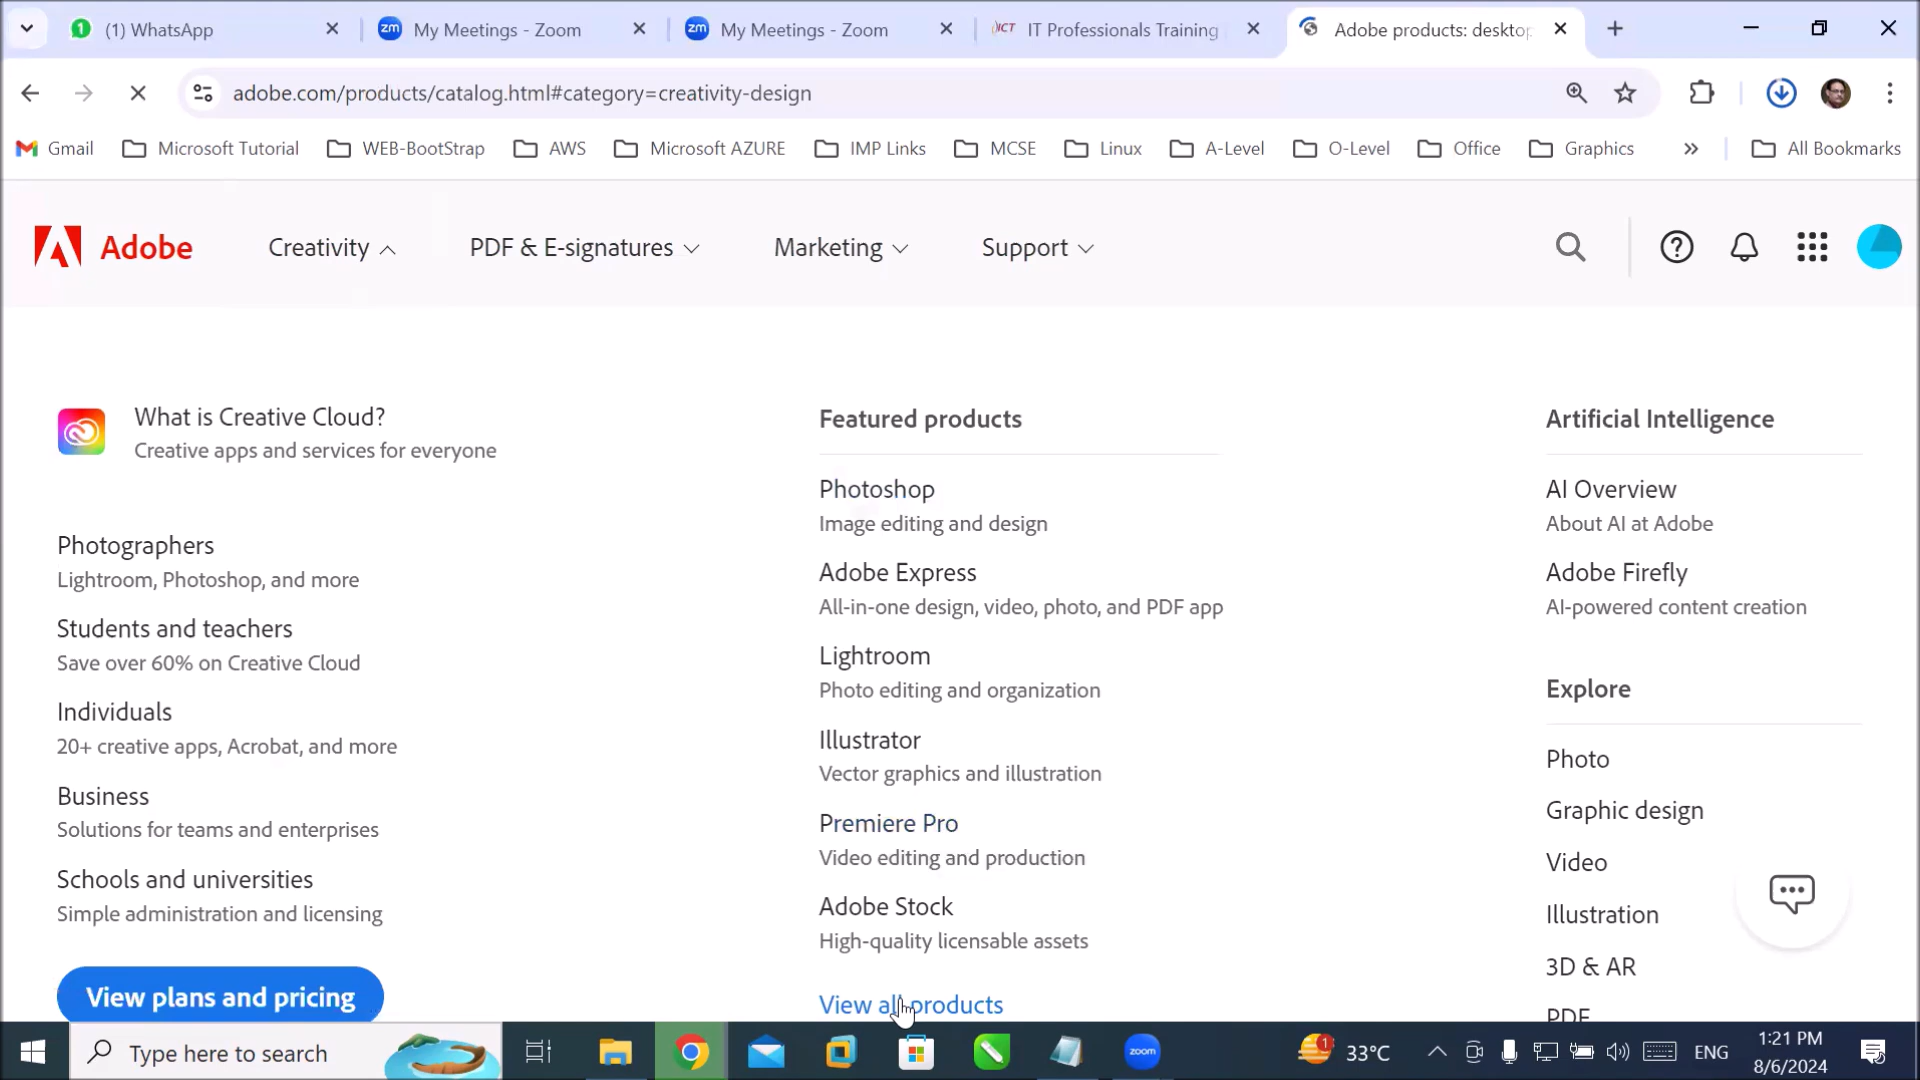 (1) WhatsApp
My Meetings - Zoom
My Meetings - Zoom
IT Professionals Training
Adobe products: deskto
adobe.com/products/catalog.html#category=creativity-design
Gmail
Microsoft Tutorial
WEB-BootStrap
AWS
Microsoft AZURE
IMP Links
MCSE
Linux
A-Level
O-Level
Office
Graphics
All Bookmarks
Adobe
Creativity
PDF & E-signatures
Marketing
Support
What is Creative Cloud?
Creative apps and services for everyone
Photographers
Lightroom, Photoshop, and more
Students and teachers
Save over 60% on Creative Cloud
Individuals
20+ creative apps, Acrobat, and more
Business
Solutions for teams and enterprises
Schools and universities
Simple administration and licensing
View plans and pricing
Featured products
Photoshop
Image editing and design
Adobe Express
All-in-one design, video, photo, and PDF app
Lightroom
Photo editing and organization
Illustrator
Vector graphics and illustration
Premiere Pro
Video editing and production
Adobe Stock
High-quality licensable assets
View all products
Artificial Intelligence
AI Overview
About AI at Adobe
Adobe Firefly
AI-powered content creation
Explore
Photo
Graphic design
Video
Illustration
3D & AR
PDF
Type here to search
zoom
1
33°C
ENG
1:21 PM
8/6/2024